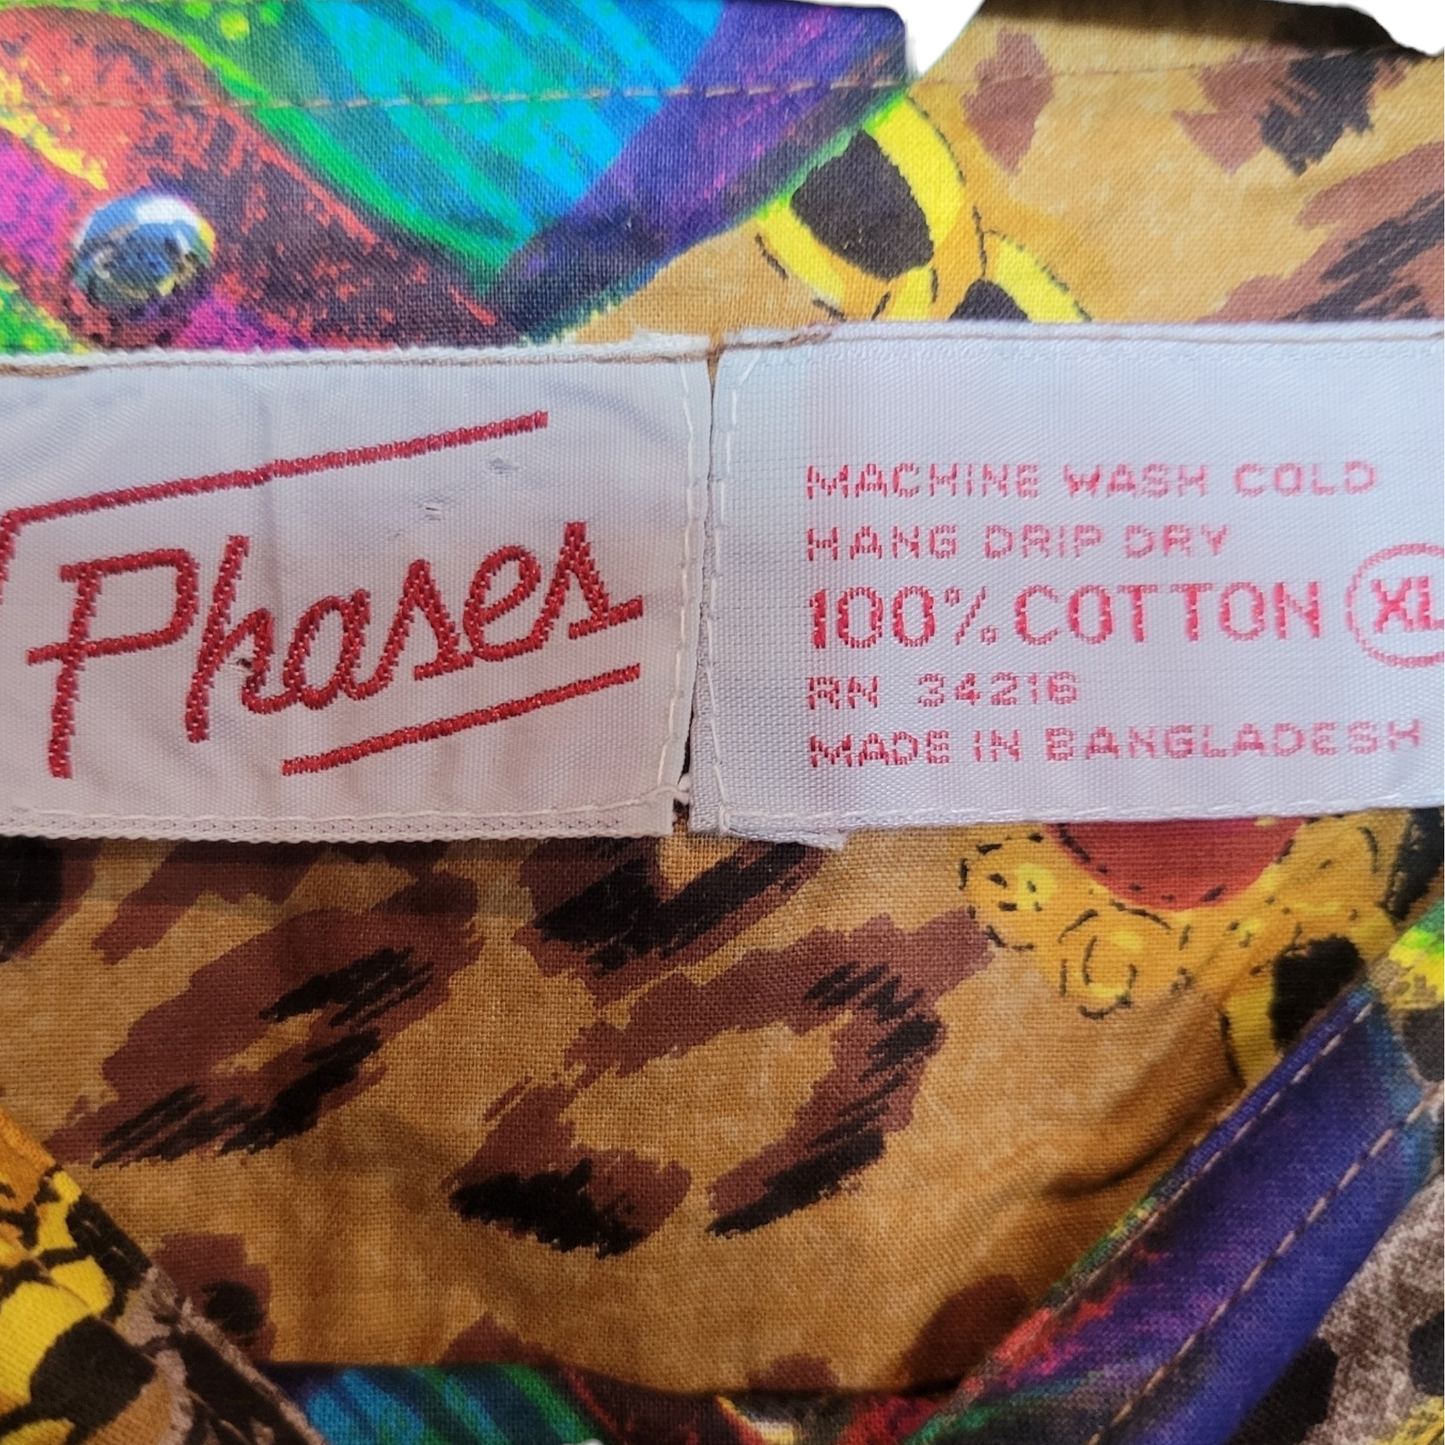 Phases
MACHINE WASH COLD
HANG DRIP DRY
100% COTTON XL
RN 34216
MADE IN BANGLADESH